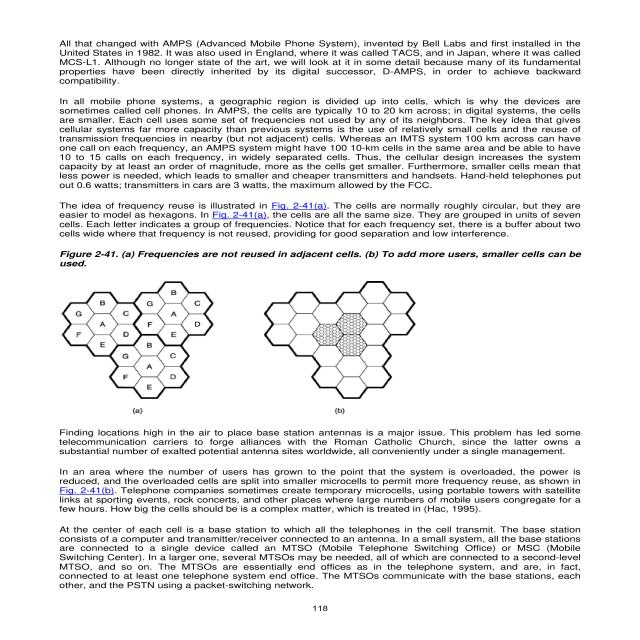 All that changed with AMPS (Advanced Mobile Phone System), invented by Bell Labs and first installed in the
United States in 1982. It was also used in England, where it was called TACS, and in Japan, where it was called
MCS-L1. Although no longer state of the art, we will look at it in some detail because many of its fundamental
properties have been directly inherited by its digital successor, D-AMPS, in order to achieve backward
compatibility.
In all mobile phone systems, a geographic region is divided up into cells, which is why the devices are
sometimes called cell phones. In AMPS, the cells are typically 10 to 20 km across; in digital systems, the cells
are smaller. Each cell uses some set of frequencies not used by any of its neighbors. The key idea that gives
cellular systems far more capacity than previous systems is the use of relatively small cells and the reuse of
transmission frequencies in nearby (but not adjacent) cells. Whereas an IMTS system 100 km across can have
one call on each frequency, an AMPS system might have 100 10-km cells in the same area and be able to have
10 to 15 calls on each frequency, in widely separated cells. Thus, the cellular design increases the system
capacity by at least an order of magnitude, more as the cells get smaller. Furthermore, smaller cells mean that
less power is needed, which leads to smaller and cheaper transmitters and handsets. Hand-held telephones put
out 0.6 watts; transmitters in cars are 3 watts, the maximum allowed by the FCC.
The idea of frequency reuse is illustrated in Fig. 2-41(a). The cells are normally roughly circular, but they are
easier to model as hexagons. In Fig. 2-41(a), the cells are all the same size. They are grouped in units of seven
cells. Each letter indicates a group of frequencies. Notice that for each frequency set, there is a buffer about two
cells wide where that frequency is not reused, providing for good separation and low interference.
Figure 2-41. (a) Frequencies are not reused in adjacent cells. (b) To add more users, smaller cells can be
used.
B
B G C
G C A
A F D
F D E
E B
G C
A
F D
E
(a) (b)
Finding locations high in the air to place base station antennas is a major issue. This problem has led some
telecommunication carriers to forge alliances with the Roman Catholic Church, since the latter owns a
substantial number of exalted potential antenna sites worldwide, all conveniently under a single management.
In an area where the number of users has grown to the point that the system is overloaded, the power is
reduced, and the overloaded cells are split into smaller microcells to permit more frequency reuse, as shown in
Fig. 2-41(b). Telephone companies sometimes create temporary microcells, using portable towers with satellite
links at sporting events, rock concerts, and other places where large numbers of mobile users congregate for a
few hours. How big the cells should be is a complex matter, which is treated in (Hac, 1995).
At the center of each cell is a base station to which all the telephones in the cell transmit. The base station
consists of a computer and transmitter/receiver connected to an antenna. In a small system, all the base stations
are connected to a single device called an MTSO (Mobile Telephone Switching Office) or MSC (Mobile
Switching Center). In a larger one, several MTSOs may be needed, all of which are connected to a second-level
MTSO, and so on. The MTSOs are essentially end offices as in the telephone system, and are, in fact,
connected to at least one telephone system end office. The MTSOs communicate with the base stations, each
other, and the PSTN using a packet-switching network.
118